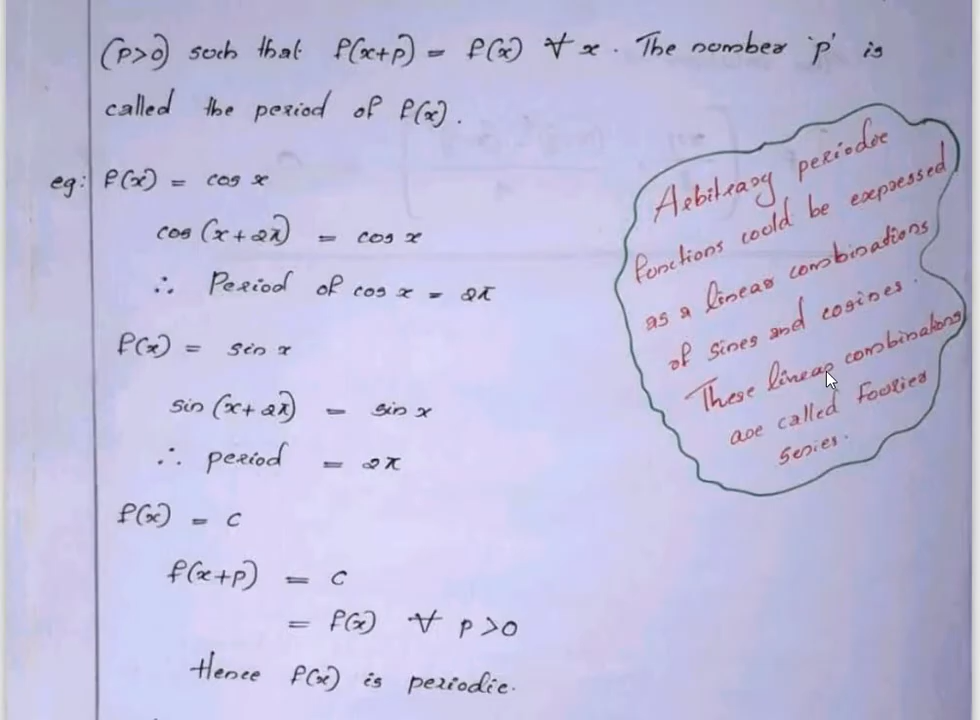 (p>0) such that f(x+p) = f(x) ∀ x. The number 'p' is
called the period of f(x).
eg: f(x) = cos x
cos (x+2π) = cos x
∴ Period of cos x = 2π
f(x) = sin x
sin (x+2π) = sin x
∴ period = 2π
f(x) = c
f(x+p) = c
= f(x) ∀ p>0
Hence f(x) is periodic.
Arbitrary periodic
functions could be expressed
as a linear combinations
of sines and cosines.
These linear combinations
are called Fourier
series.